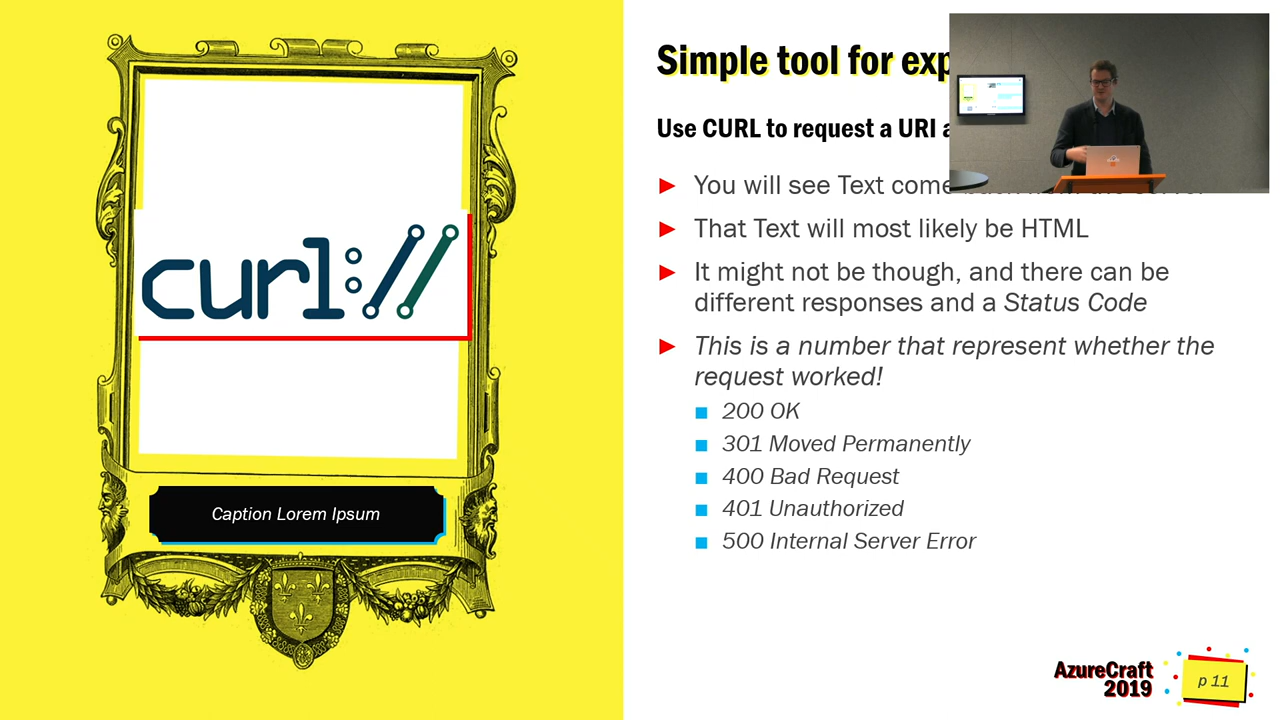 curl://
Caption Lorem Ipsum
Simple tool for exp
Use CURL to request a URI a
You will see Text come
That Text will most likely be HTML
It might not be though, and there can be
different responses and a Status Code
This is a number that represent whether the
request worked!
200 OK
301 Moved Permanently
400 Bad Request
401 Unauthorized
500 Internal Server Error
AzureCraft
2019
p 11